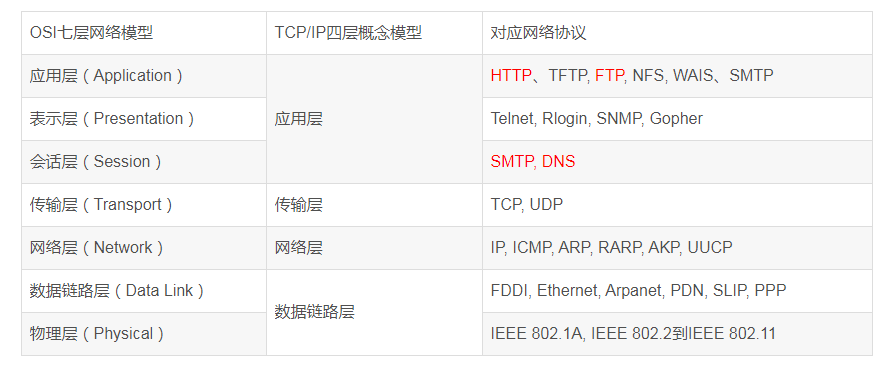 OSI七层网络模型 TCP/IP四层概念模型 对应网络协议
应用层（Application） HTTP、TFTP, FTP, NFS, WAIS、SMTP
表示层（Presentation） 应用层 Telnet, Rlogin, SNMP, Gopher
会话层（Session） SMTP, DNS
传输层（Transport） 传输层 TCP, UDP
网络层（Network） 网络层 IP, ICMP, ARP, RARP, AKP, UUCP
数据链路层（Data Link） FDDI, Ethernet, Arpanet, PDN, SLIP, PPP
数据链路层
物理层（Physical） IEEE 802.1A, IEEE 802.2到IEEE 802.11